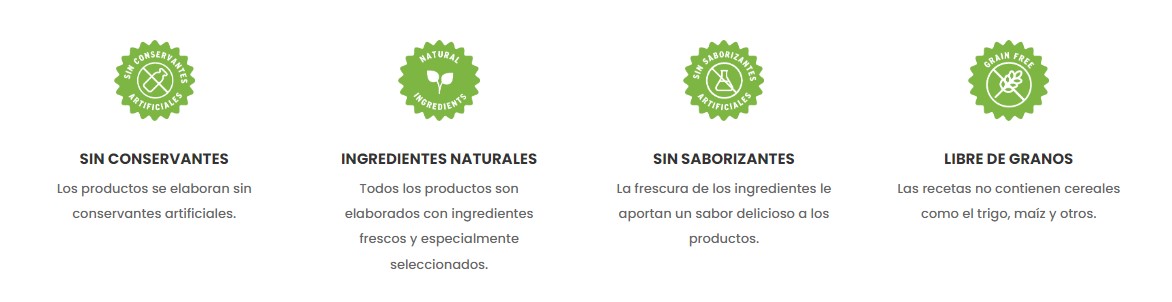 SIN CONSERVANTES
ARTIFICIALES
SIN CONSERVANTES
Los productos se elaboran sin
conservantes artificiales.
NATURAL
INGREDIENTS
INGREDIENTES NATURALES
Todos los productos son
elaborados con ingredientes
frescos y especialmente
seleccionados.
SIN SABORIZANTES
ARTIFICIALES
SIN SABORIZANTES
La frescura de los ingredientes le
aportan un sabor delicioso a los
productos.
GRAIN FREE
LIBRE DE GRANOS
Las recetas no contienen cereales
como el trigo, maíz y otros.